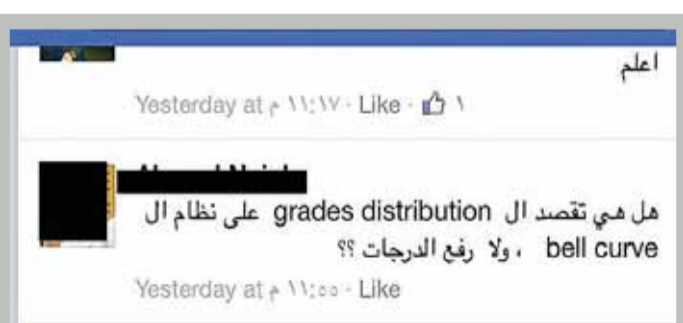 اعلم
Yesterday at ١١:١٧ م · Like · ١
هل هي تقصد ال grades distribution على نظام ال
bell curve ، ولا رفع الدرجات ؟؟
Yesterday at ١١:٥٥ م · Like